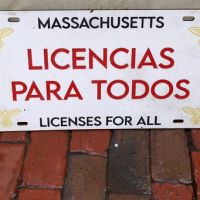 MASSACHUSETTS
LICENCIAS
PARA TODOS
LICENSES FOR ALL